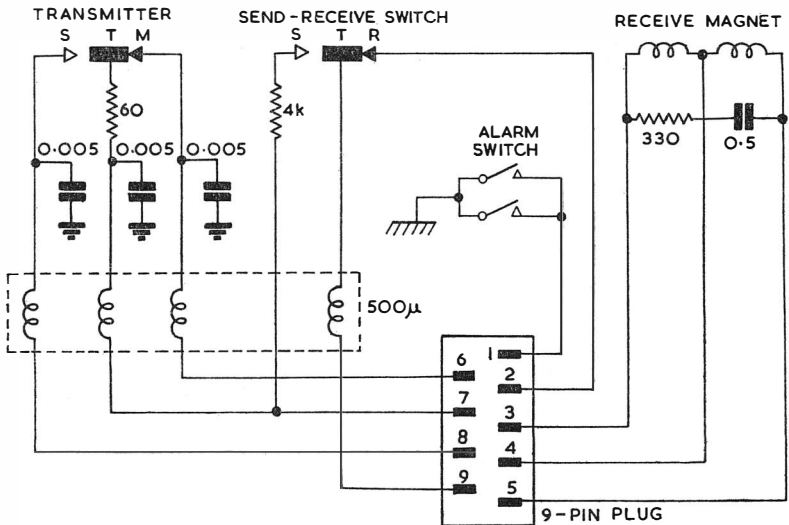 TRANSMITTER
SEND-RECEIVE SWITCH
RECEIVE MAGNET
S T M
S T R
60
4k
330
0.5
0.005
0.005
0.005
ALARM
SWITCH
500μ
1
2
3
4
5
6
7
8
9
9-PIN PLUG